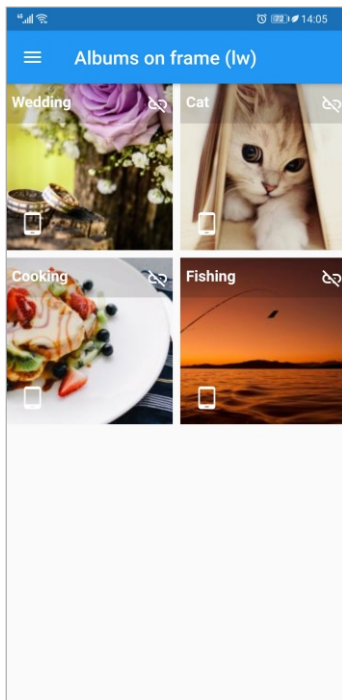 14:05
Albums on frame (lw)
Wedding
Cat
Cooking
Fishing